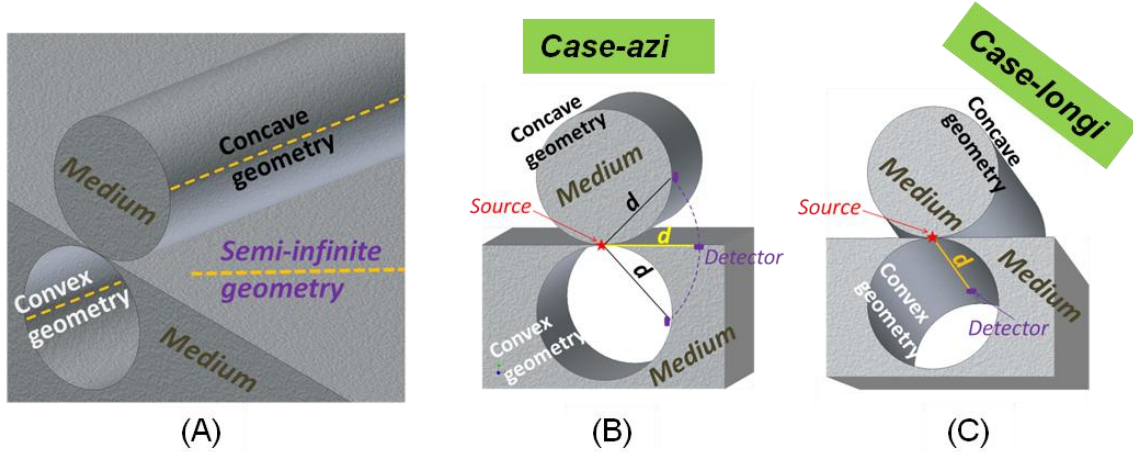 Case-azi
Case-longi
Concave
geometry
Medium
Semi-infinite
geometry
Convex
geometry
Medium
(A)
Concave
geometry
Medium
d
Source
d
Detector
d
Convex
geometry
Medium
(B)
Concave
geometry
Medium
Source
d
Medium
Convex
geometry
Detector
(C)